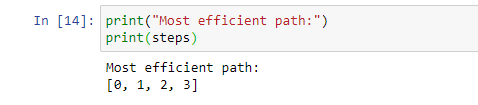 In [14]: print("Most efficient path:")
print(steps)
Most efficient path:
[0, 1, 2, 3]